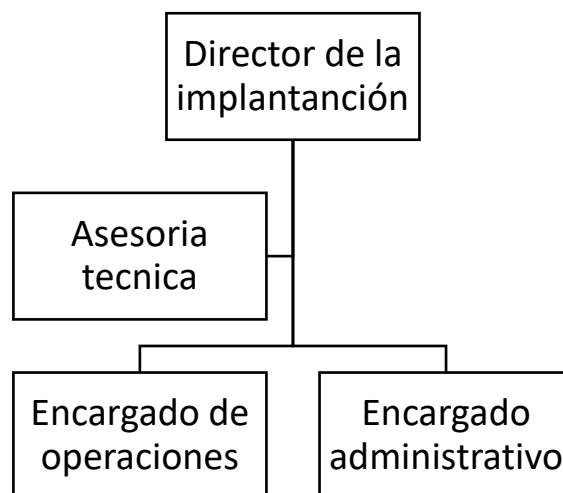 Director de la
implantanción
Asesoria
tecnica
Encargado de
operaciones
Encargado
administrativo